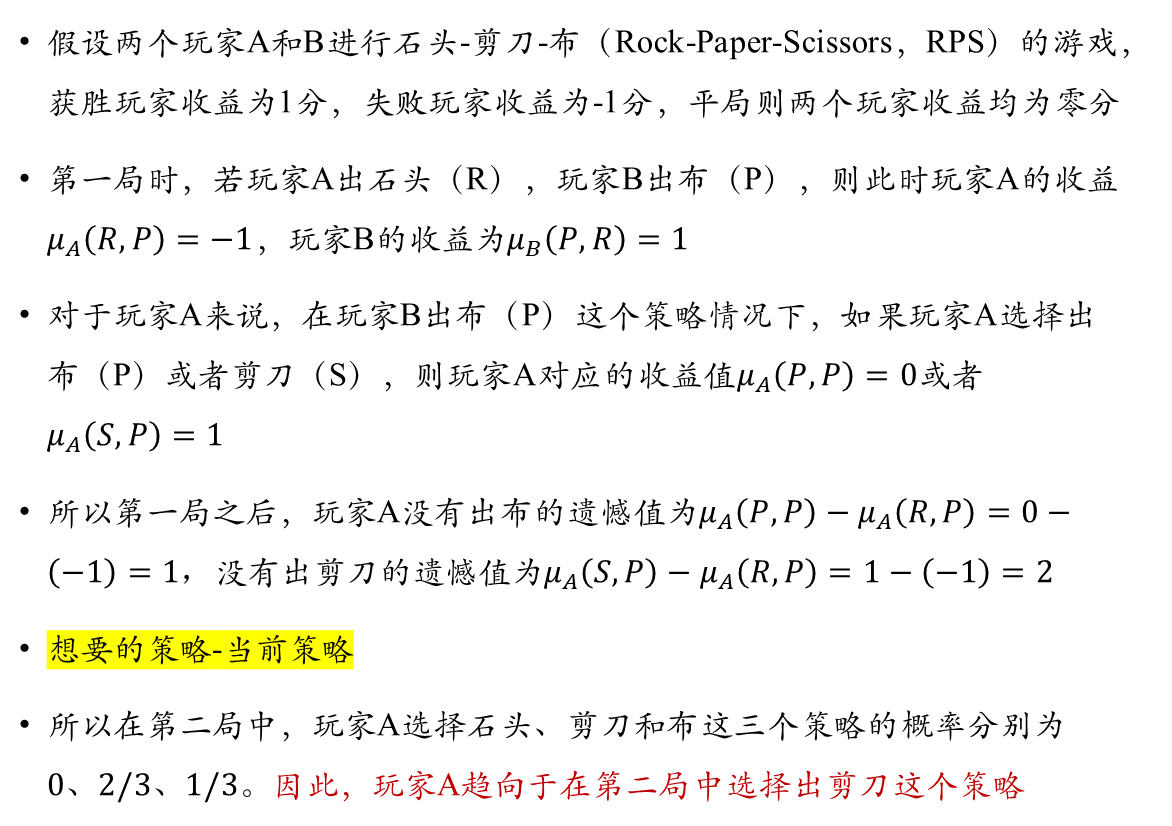 • 假设两个玩家A和B进行石头-剪刀-布（Rock-Paper-Scissors，RPS）的游戏，
获胜玩家收益为1分，失败玩家收益为-1分，平局则两个玩家收益均为零分
• 第一局时，若玩家A出石头（R），玩家B出布（P），则此时玩家A的收益
𝜇_A(R, P) = −1，玩家B的收益为𝜇_B(P, R) = 1
• 对于玩家A来说，在玩家B出布（P）这个策略情况下，如果玩家A选择出
布（P）或者剪刀（S），则玩家A对应的收益值𝜇_A(P, P) = 0或者
𝜇_A(S, P) = 1
• 所以第一局之后，玩家A没有出布的遗憾值为𝜇_A(P, P) − 𝜇_A(R, P) = 0 −
(−1) = 1，没有出剪刀的遗憾值为𝜇_A(S, P) − 𝜇_A(R, P) = 1 − (−1) = 2
• 想要的策略-当前策略
• 所以在第二局中，玩家A选择石头、剪刀和布这三个策略的概率分别为
0、2/3、1/3。因此，玩家A趋向于在第二局中选择出剪刀这个策略